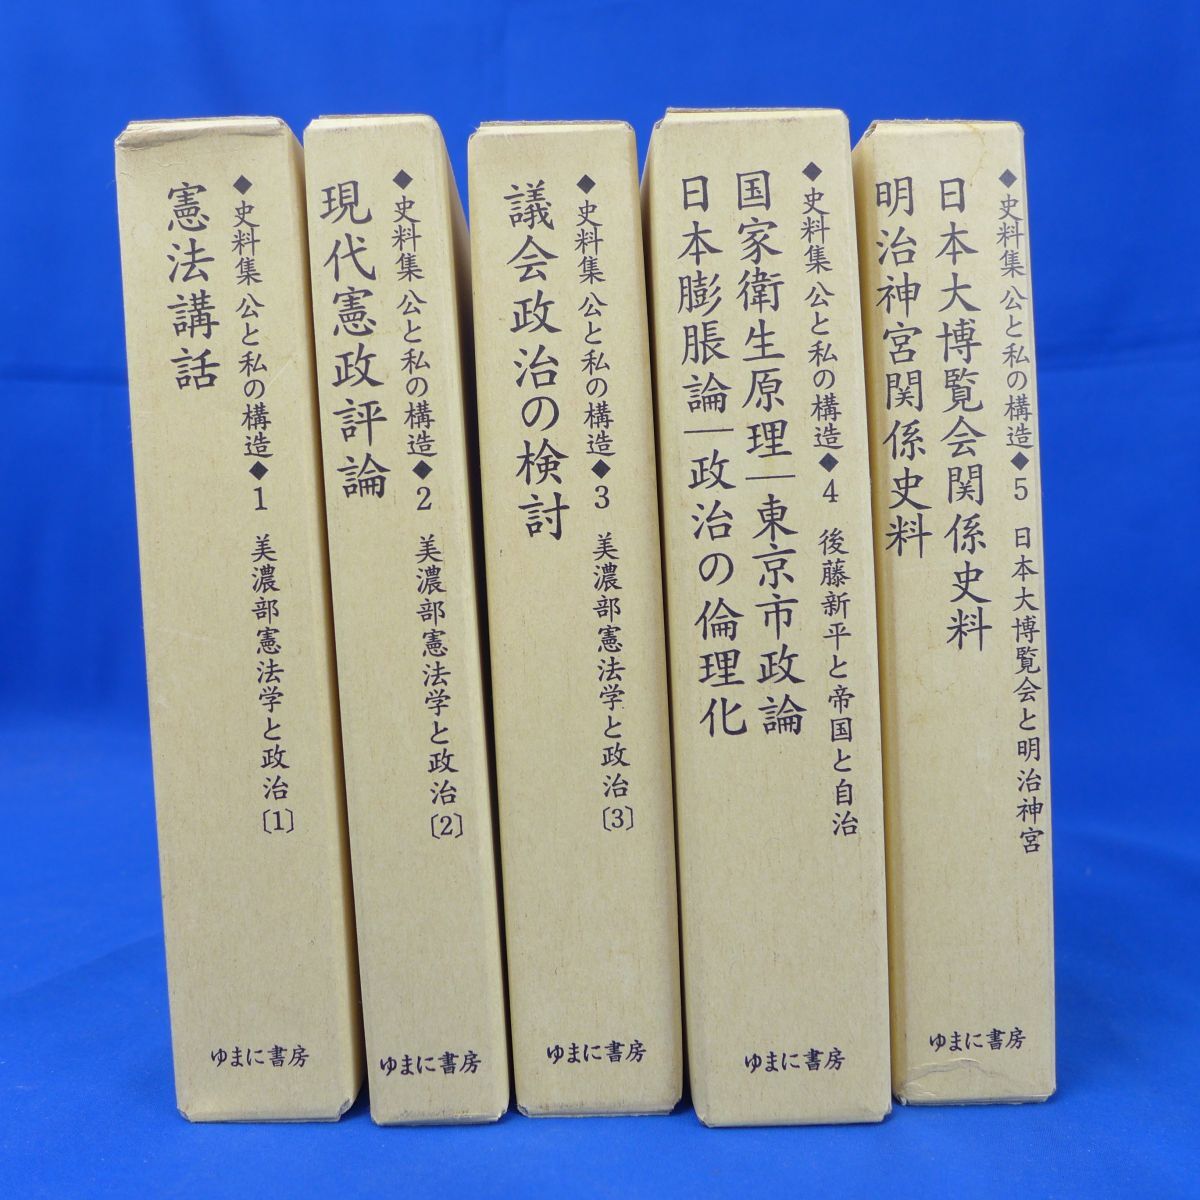 ◆史料集 公と私の構造◆1 美濃部憲法学と政治〔1〕
憲法講話
ゆまに書房
◆史料集 公と私の構造◆2 美濃部憲法学と政治〔2〕
現代憲政評論
ゆまに書房
◆史料集 公と私の構造◆3 美濃部憲法学と政治〔3〕
議会政治の検討
ゆまに書房
◆史料集 公と私の構造◆4 後藤新平と帝国と自治
国家衛生原理｜東京市政論
日本膨脹論｜政治の倫理化
ゆまに書房
◆史料集 公と私の構造◆5 日本大博覧会と明治神宮
日本大博覧会関係史料
明治神宮関係史料
ゆまに書房